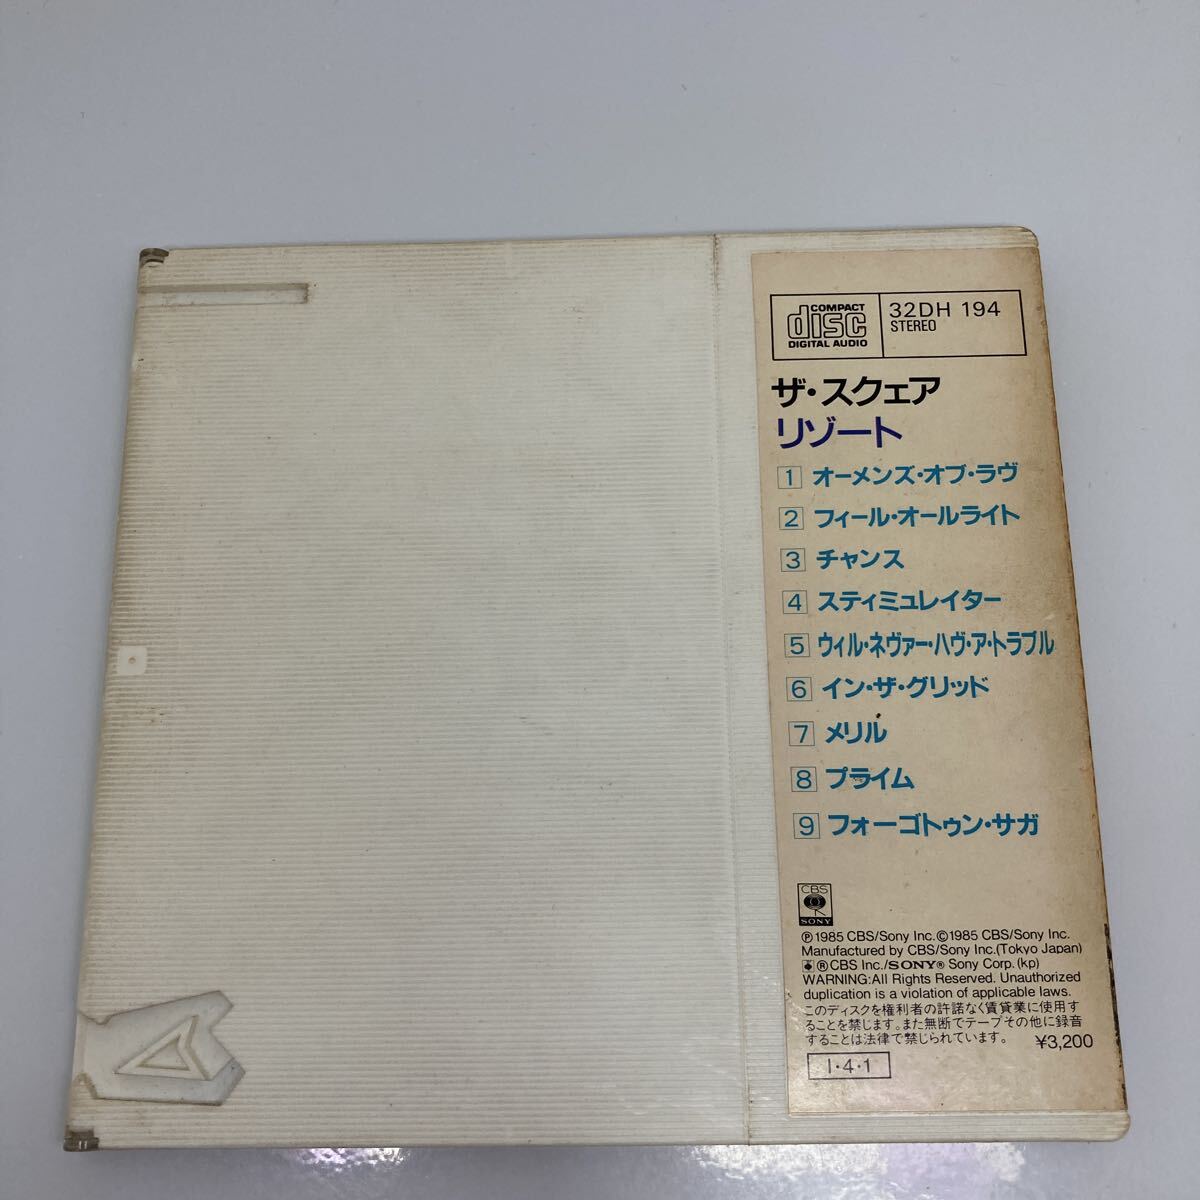 COMPACT
disc
DIGITAL AUDIO
32DH 194
STEREO
ザ・スクェア
リゾート
1 オーメンズ・オブ・ラヴ
2 フィール・オールライト
3 チャンス
4 スティミュレイター
5 ウィル・ネヴァー・ハヴ・ア・トラブル
6 イン・ザ・グリッド
7 メリル
8 プライム
9 フォーゴトゥン・サガ
CBS
SONY
Ⓟ1985 CBS/Sony Inc.Ⓒ1985 CBS/Sony Inc.
Manufactured by CBS/Sony Inc.(Tokyo Japan)
® CBS Inc./SONY® Sony Corp.(kp)
WARNING:All Rights Reserved. Unauthorized
duplication is a violation of applicable laws.
このディスクを権利者の許諾なく賃貸業に使用す
ることを禁じます。また無断でテープその他に録音
することは法律で禁じられています。 ¥3,200
I・4・1